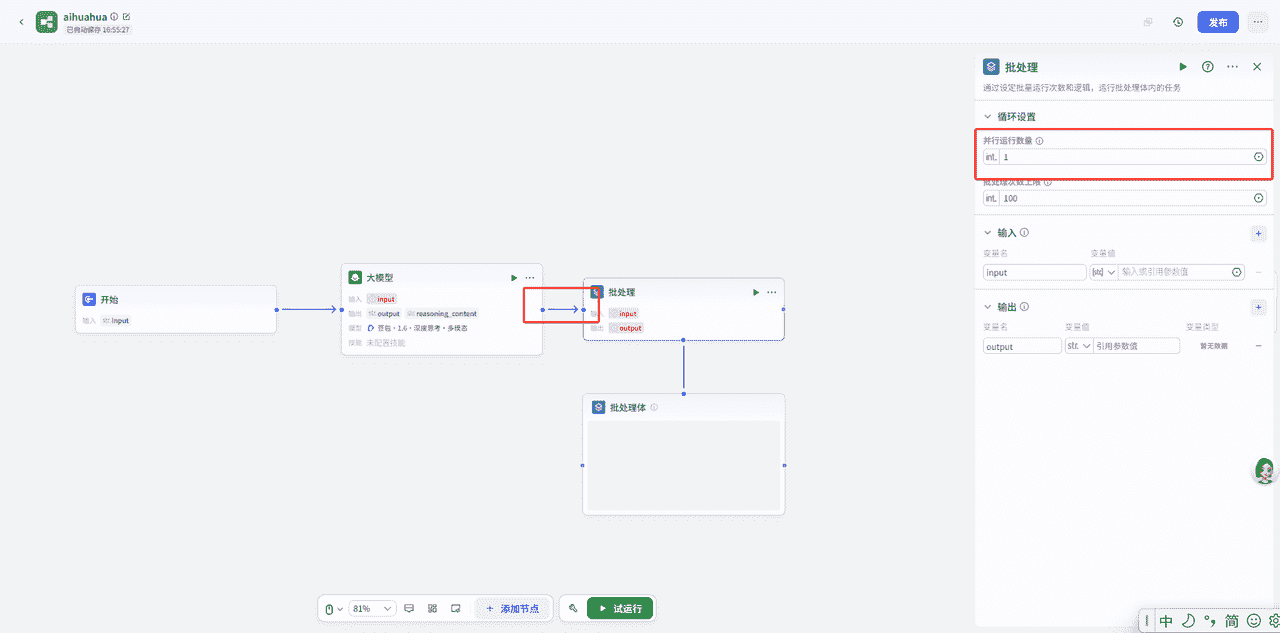 aihuahua
已自动保存 16:55:27
发布
批处理
通过设定批量运行次数和逻辑，运行批处理体内的任务
循环设置
并行运行数量
int. 1
批处理次数上限
int. 100
输入
变量名 变量值
input 输入或引用参数值
输出
变量名 变量值 变量类型
output str. 引用参数值 暂无数据
开始
输入 str. input
大模型
输入 input
输出 str. output str. reasoning_content
模型 豆包·1.6·深度思考·多模态
技能 未配置技能
批处理
输入 input
输出 output
批处理体
81%
添加节点
试运行
中 简